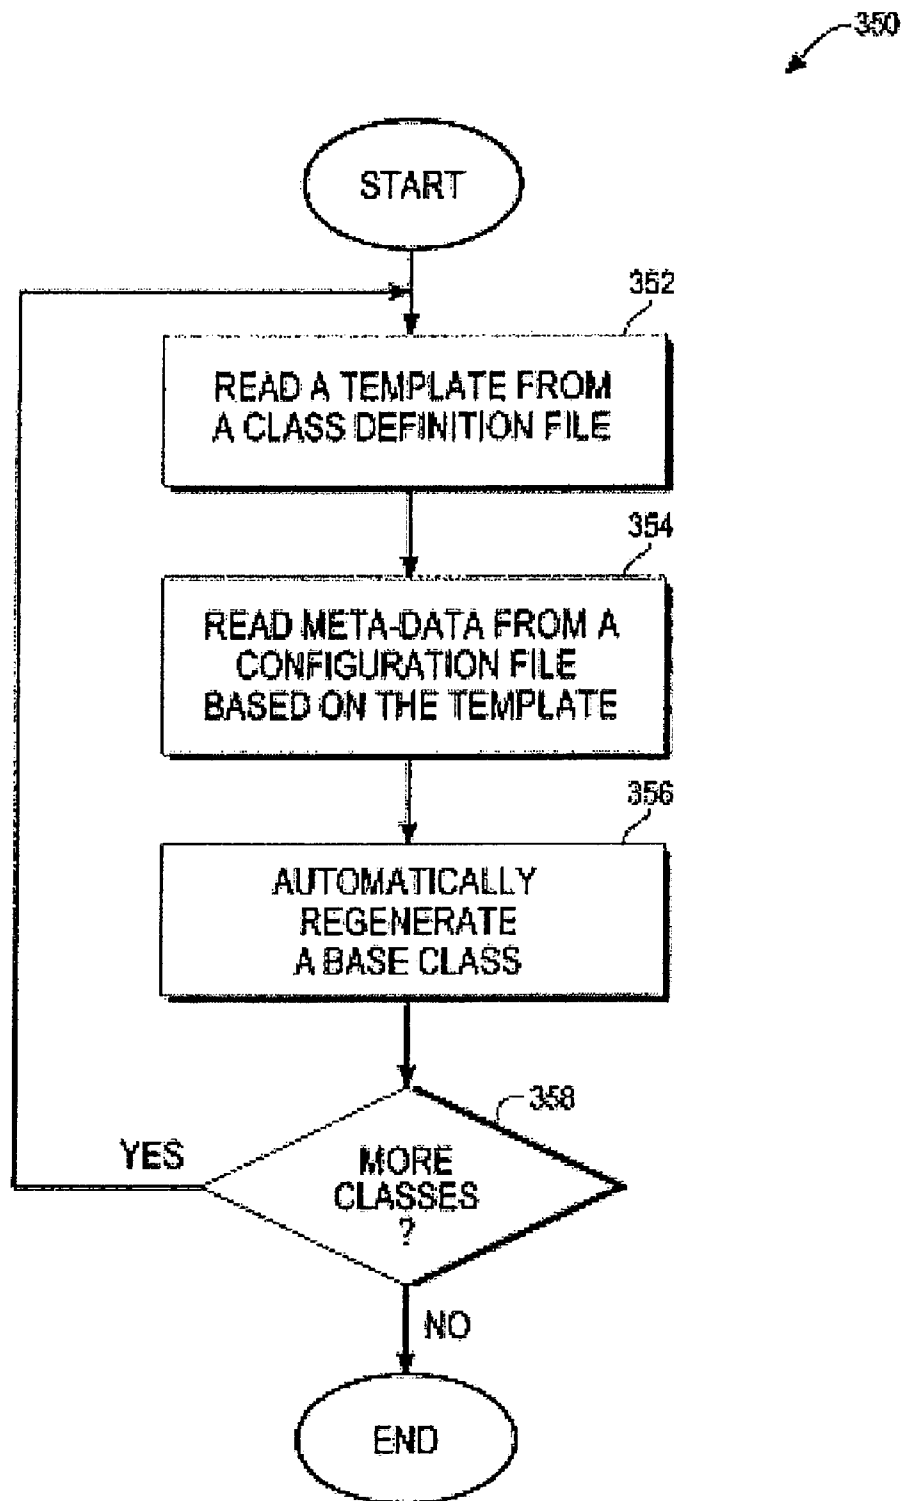 350
START
352
READ A TEMPLATE FROM
A CLASS DEFINITION FILE
354
READ META-DATA FROM A
CONFIGURATION FILE
BASED ON THE TEMPLATE
356
AUTOMATICALLY
REGENERATE
A BASE CLASS
358
YES
MORE
CLASSES
?
NO
END